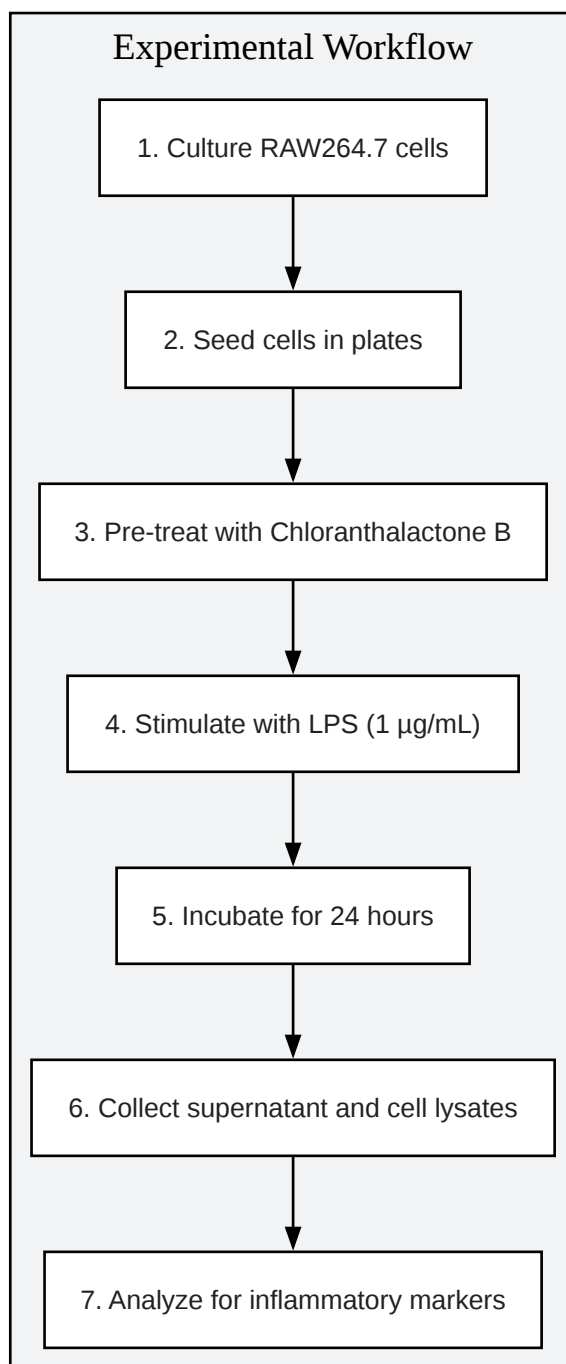 Experimental Workflow
1. Culture RAW264.7 cells
2. Seed cells in plates
3. Pre-treat with Chloranthalactone B
4. Stimulate with LPS (1 µg/mL)
5. Incubate for 24 hours
6. Collect supernatant and cell lysates
7. Analyze for inflammatory markers